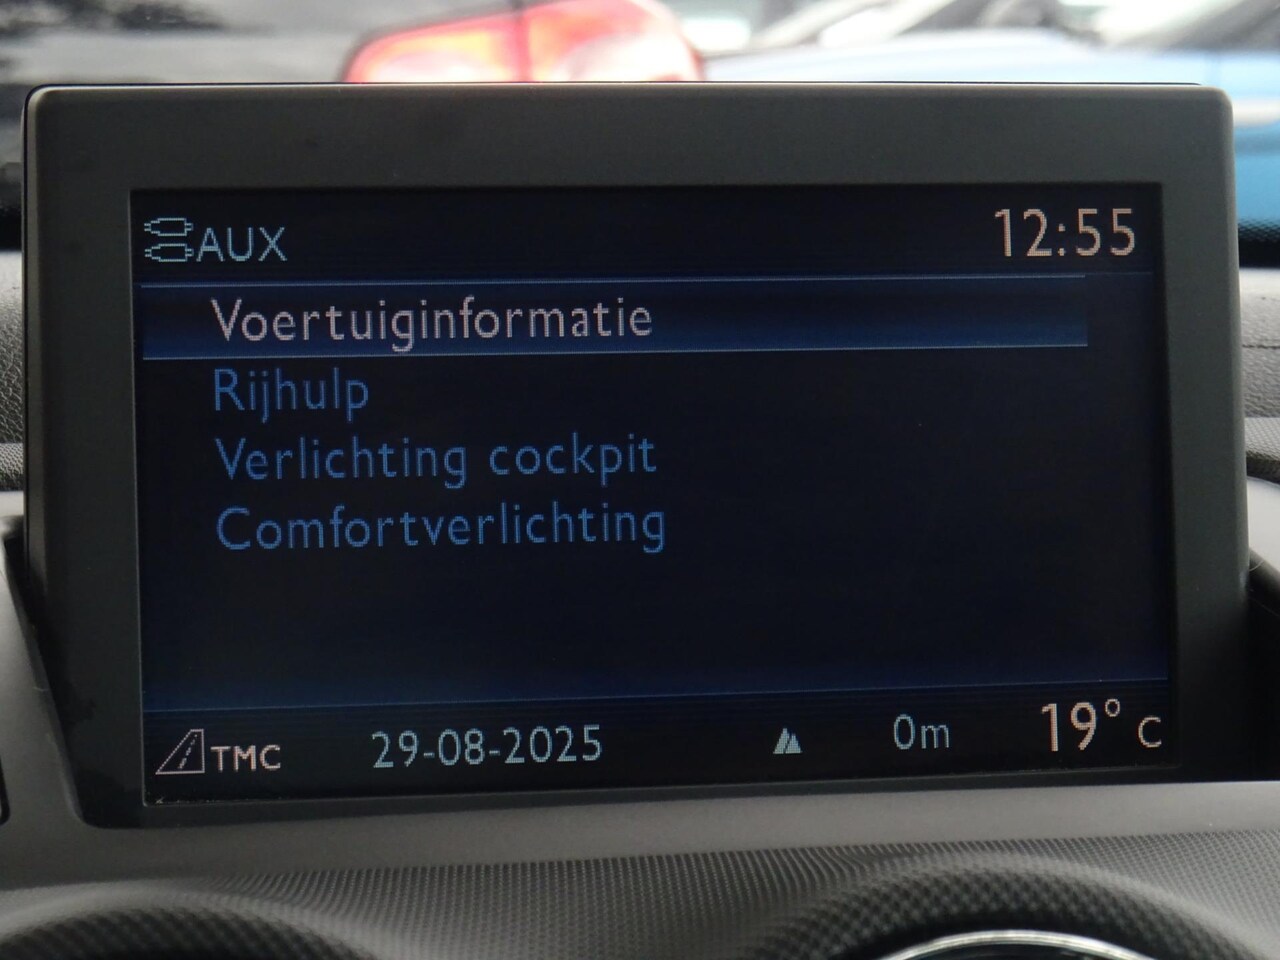 AUX 12:55
Voertuiginformatie
Rijhulp
Verlichting cockpit
Comfortverlichting
TMC 29-08-2025 0m 19° C